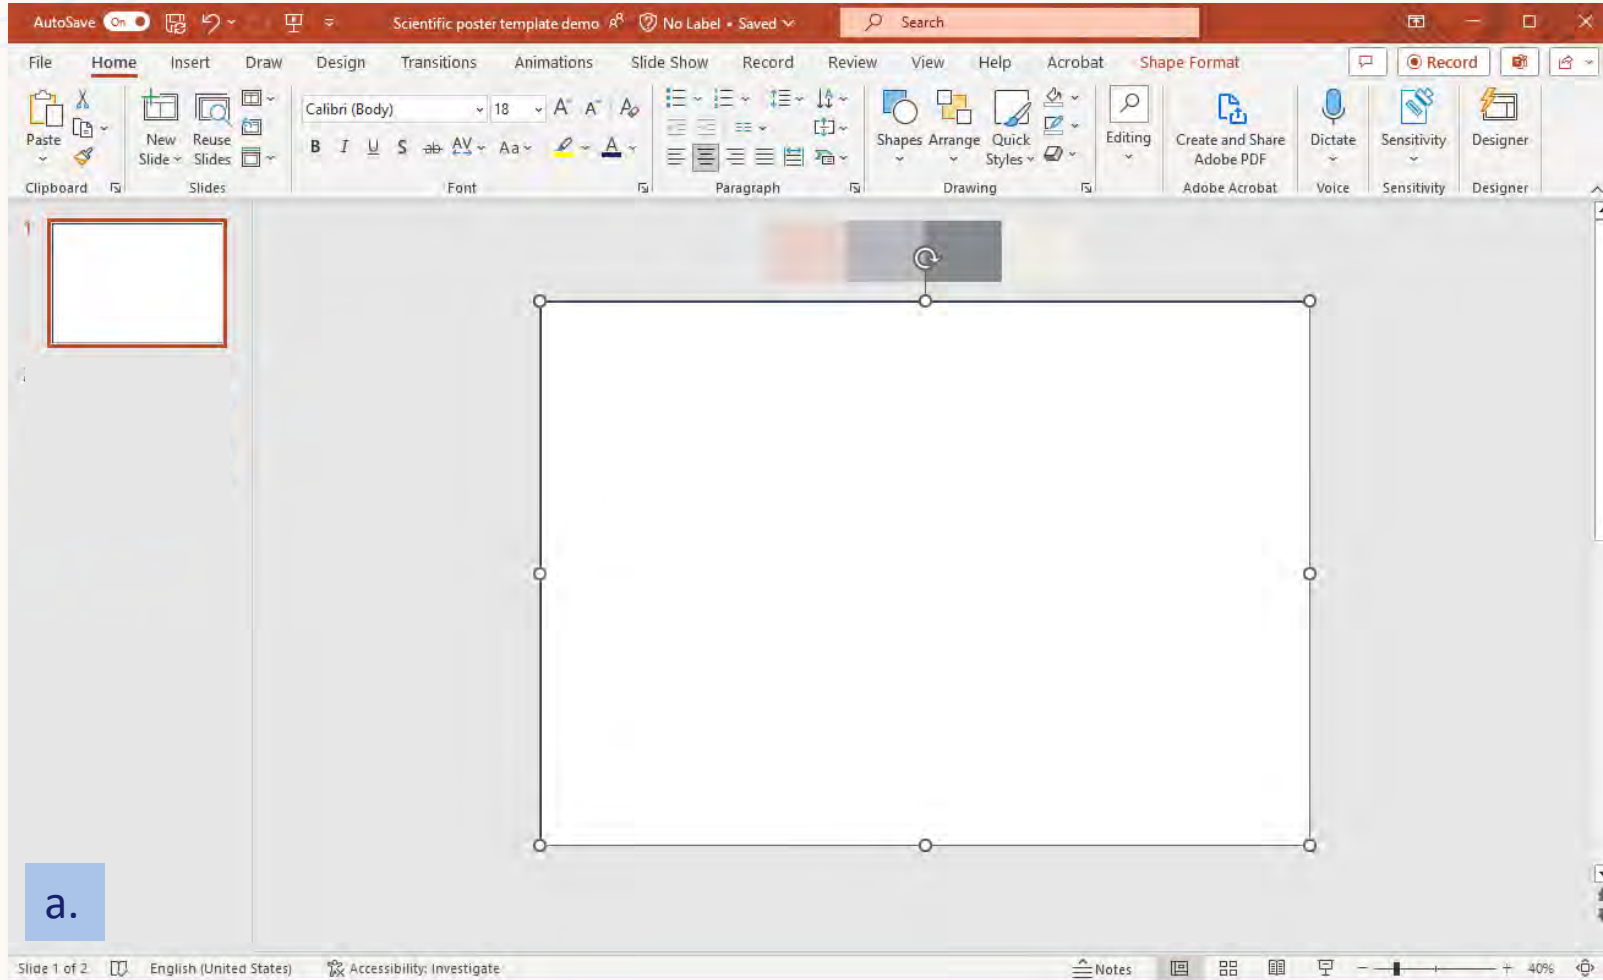 AutoSave On Scientific poster template demo No Label • Saved Search
File Home Insert Draw Design Transitions Animations Slide Show Record Review View Help Acrobat Shape Format Record
Calibri (Body) 18 A A A
Paste New Slide Reuse Slides B I U S ab AV Aa A Shapes Arrange Quick Styles Editing Create and Share Adobe PDF Dictate Sensitivity Designer
Clipboard Slides Font Paragraph Drawing Adobe Acrobat Voice Sensitivity Designer
1
a.
Slide 1 of 2 English (United States) Accessibility: Investigate Notes 40%